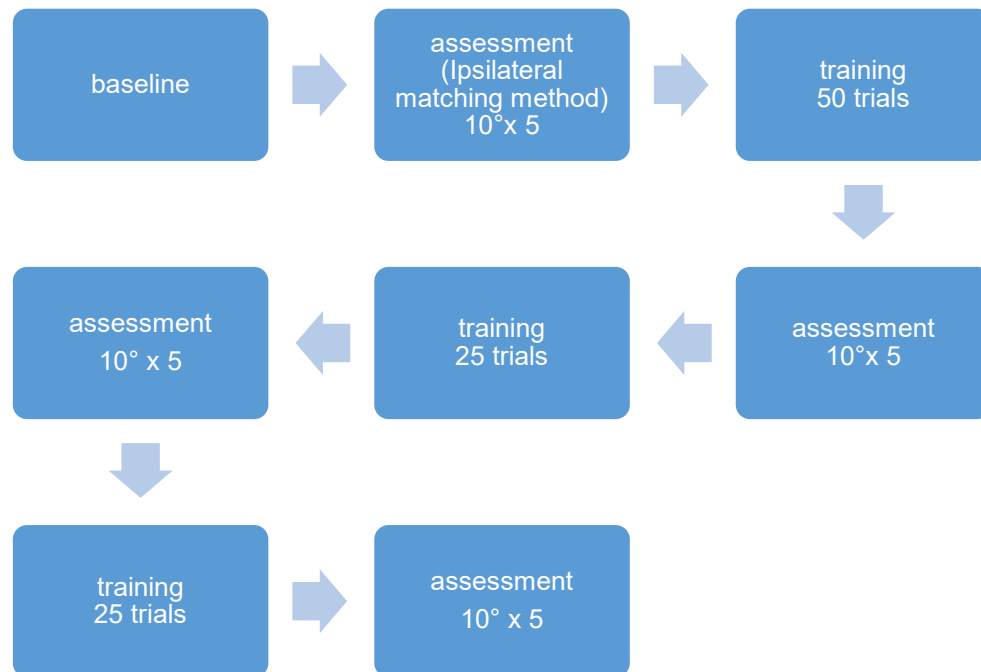 baseline
assessment
(Ipsilateral
matching method)
10°x 5
training
50 trials
assessment
10°x 5
training
25 trials
assessment
10° x 5
training
25 trials
assessment
10° x 5